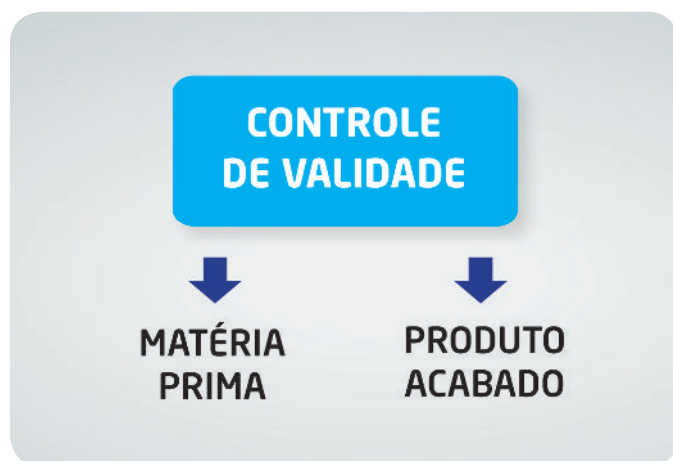 CONTROLE
DE VALIDADE
MATÉRIA
PRIMA
PRODUTO
ACABADO